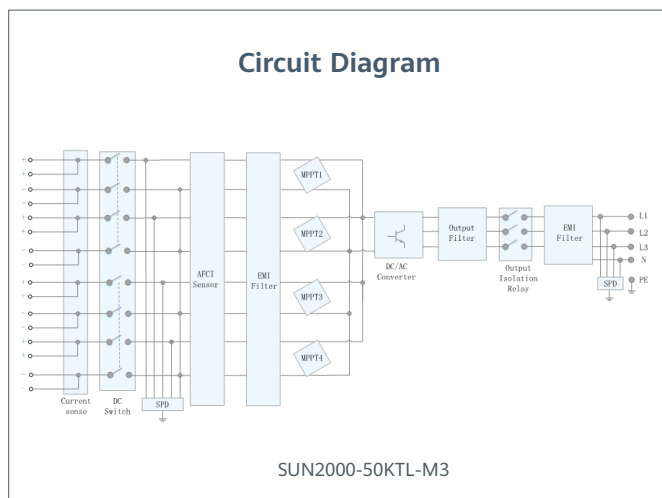 Circuit Diagram
+
+
−
−
+
+
−
−
+
+
−
−
+
+
−
−
Current
sense
DC
Switch
SPD
AFCI
Sensor
EMI
Filter
MPPT1
MPPT2
MPPT3
MPPT4
DC/AC
Converter
Output
Filter
Output
Isolation
Relay
EMI
Filter
L1
L2
L3
N
SPD
PE
SUN2000-50KTL-M3